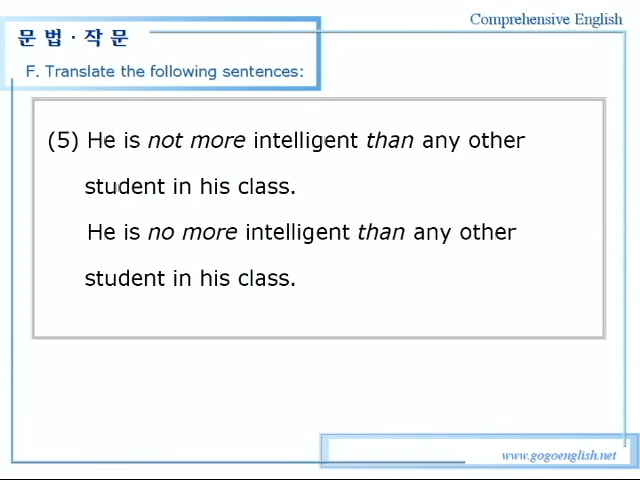 Comprehensive English
문 법 · 작 문
F. Translate the following sentences:
(5) He is not more intelligent than any other
student in his class.
He is no more intelligent than any other
student in his class.
www.gogoenglish.net